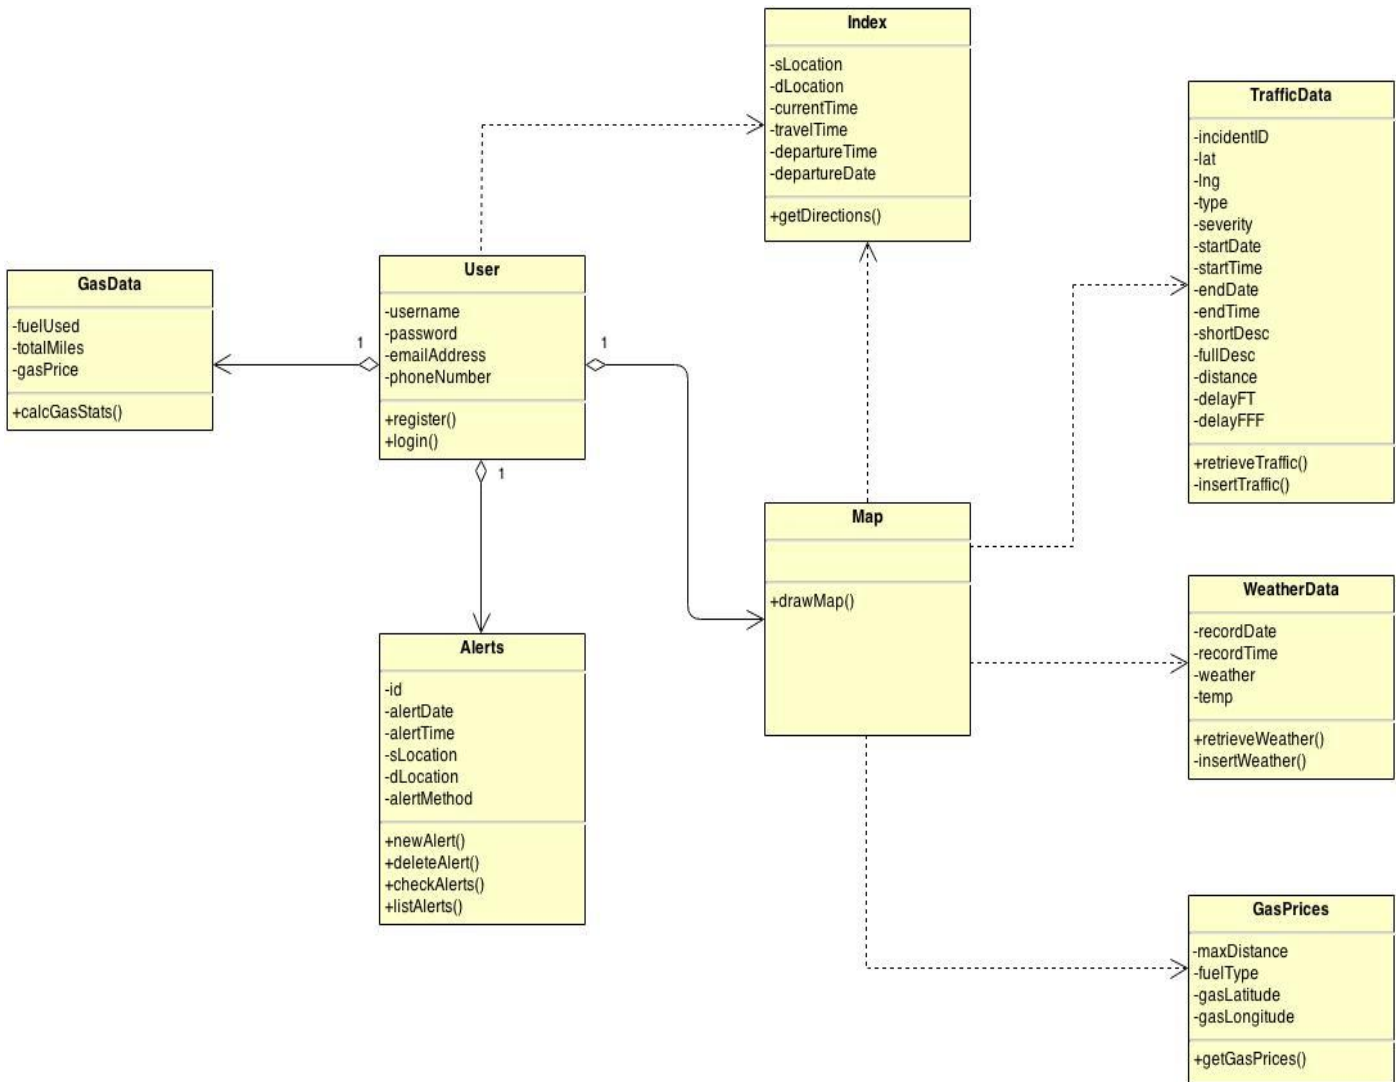 Index
-sLocation
-dLocation
-currentTime
-travelTime
-departureTime
-departureDate
+getDirections()
TrafficData
-incidentID
-lat
-lng
-type
-severity
-startDate
-startTime
-endDate
-endTime
-shortDesc
-fullDesc
-distance
-delayFT
-delayFFF
+retrieveTraffic()
-insertTraffic()
GasData
-fuelUsed
-totalMiles
-gasPrice
+calcGasStats()
1
User
-username
-password
-emailAddress
-phoneNumber
+register()
+login()
1
1
Map
+drawMap()
Alerts
-id
-alertDate
-alertTime
-sLocation
-dLocation
-alertMethod
+newAlert()
+deleteAlert()
+checkAlerts()
+listAlerts()
WeatherData
-recordDate
-recordTime
-weather
-temp
+retrieveWeather()
-insertWeather()
GasPrices
-maxDistance
-fuelType
-gasLatitude
-gasLongitude
+getGasPrices()